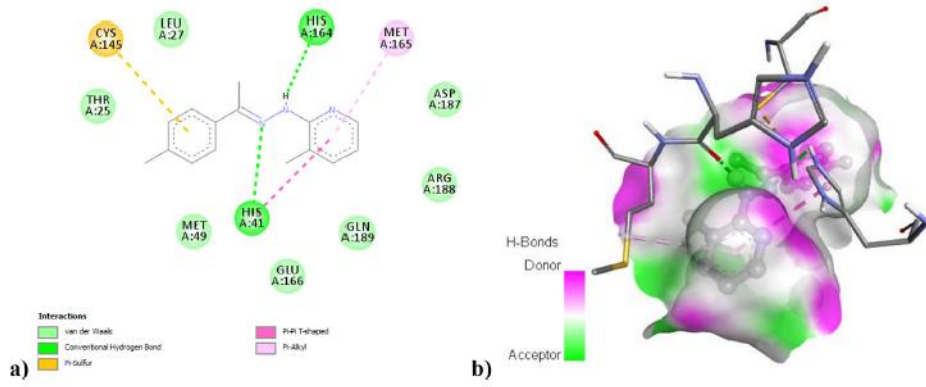 LEU
A:27
HIS
A:164
CYS
A:145
MET
A:165
THR
A:25
H
N
N
N
ASP
A:187
ARG
A:188
HIS
A:41
MET
A:49
GLN
A:189
GLU
A:166
Interactions
van der Waals
Conventional Hydrogen Bond
Pi-Sulfur
Pi-Pi T-shaped
Pi-Alkyl
a)
H-Bonds
Donor
Acceptor
b)